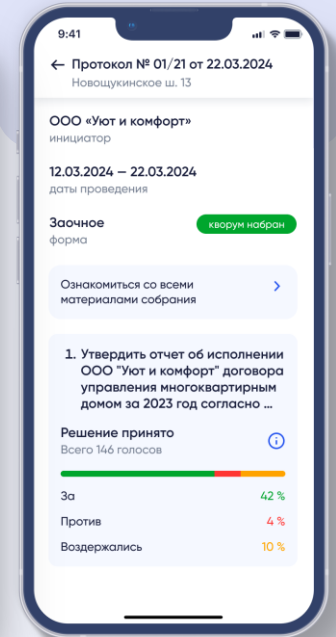 9:41
← Протокол № 01/21 от 22.03.2024
Новощукинское ш. 13
ООО «Уют и комфорт»
инициатор
12.03.2024 — 22.03.2024
даты проведения
Заочное
кворум набран
форма
Ознакомиться со всеми
материалами собрания
1. Утвердить отчет об исполнении
ООО "Уют и комфорт" договора
управления многоквартирным
домом за 2023 год согласно ...
Решение принято
Всего 146 голосов
За 42 %
Против 4 %
Воздержались 10 %